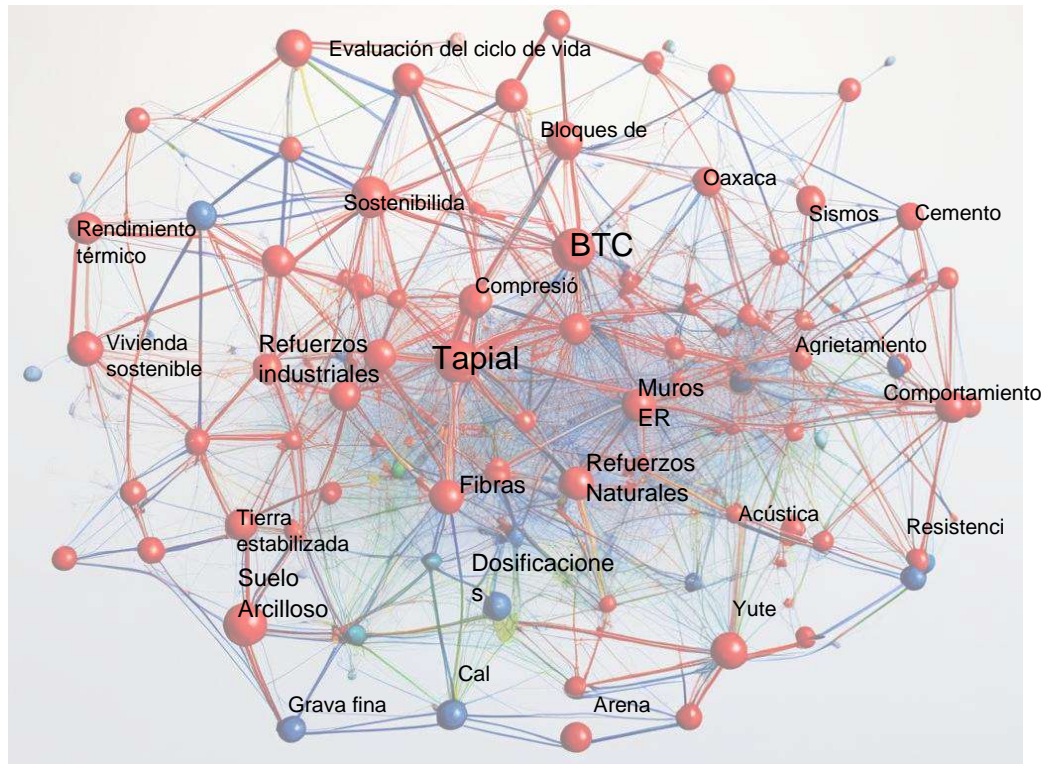 Evaluación del ciclo de vida
Bloques de
Oaxaca
Sostenibilida
Sismos
Cemento
Rendimiento
térmico
BTC
Compresió
Vivienda
sostenible
Refuerzos
industriales
Tapial
Agrietamiento
Muros
ER
Comportamiento
Fibras
Refuerzos
Naturales
Tierra
estabilizada
Acústica
Resistenci
Suelo
Arcilloso
Dosificacione
s
Yute
Cal
Grava fina
Arena